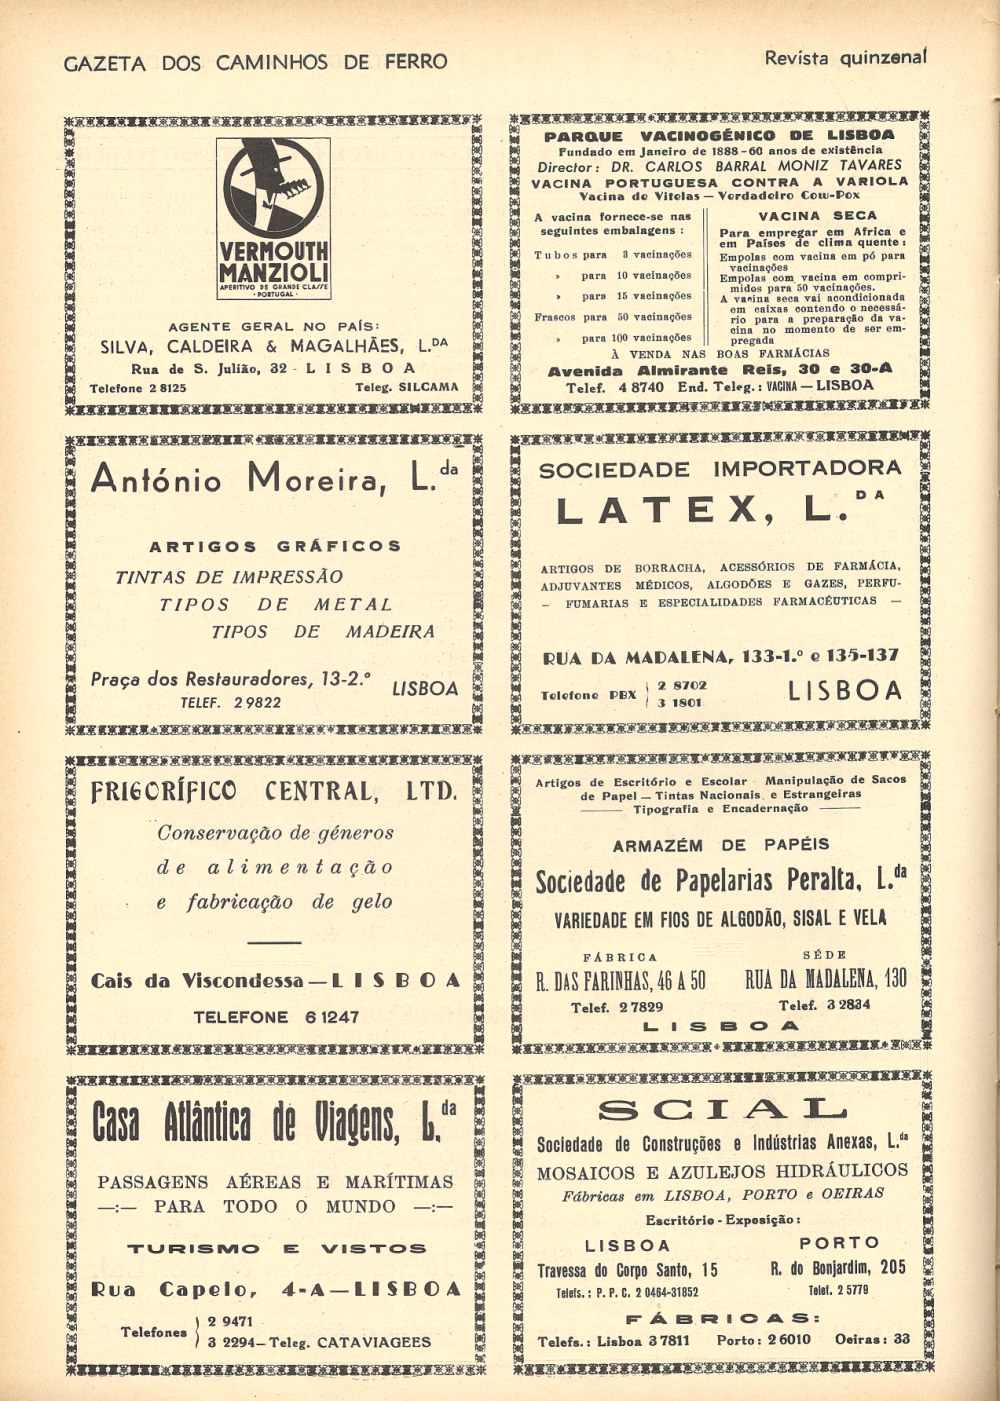 GAZETA DOS CAMINHOS DE FERRO
Revista quinzenal
VERMOUTH
MANZIOLI
APERITIVO DE GRANDE CLASSE
· PORTUGAL ·
AGENTE GERAL NO PAÍS:
SILVA, CALDEIRA & MAGALHÃES, L.DA
Rua de S. Julião, 32 - LISBOA
Telefone 2 8125 Teleg. SILCAMA
PARQUE VACINOGÉNICO DE LISBOA
Fundado em Janeiro de 1888-60 anos de existência
Director: DR. CARLOS BARRAL MONIZ TAVARES
VACINA PORTUGUESA CONTRA A VARIOLA
Vacina de Vitelas — Verdadeiro Cow-Pox
A vacina fornece-se nas
seguintes embalagens:
Tubos para 3 vacinações
» para 10 vacinações
» para 15 vacinações
Frascos para 50 vacinações
» para 100 vacinações
VACINA SECA
Para empregar em Africa e
em Países de clima quente:
Empolas com vacina em pó para
vacinações
Empolas com vacina em compri-
midos para 50 vacinações.
A vasina seca vai acondicionada
em caixas contendo o necessá-
rio para a preparação da va-
cina no momento de ser em-
pregada
À VENDA NAS BOAS FARMÁCIAS
Avenida Almirante Reis, 30 e 30-A
Telef. 4 8740 End. Teleg.: VACINA — LISBOA
António Moreira, L.da
ARTIGOS GRÁFICOS
TINTAS DE IMPRESSÃO
TIPOS DE METAL
TIPOS DE MADEIRA
Praça dos Restauradores, 13-2.º LISBOA
TELEF. 2 9822
SOCIEDADE IMPORTADORA
LATEX, L.DA
ARTIGOS DE BORRACHA, ACESSÓRIOS DE FARMÁCIA,
ADJUVANTES MÉDICOS, ALGODÕES E GAZES, PERFU-
— FUMARIAS E ESPECIALIDADES FARMACÊUTICAS —
RUA DA MADALENA, 133-1.º e 135-137
Telefone PBX { 2 8702
3 1801
LISBOA
FRIGORÍFICO CENTRAL, LTD.
Conservação de géneros
de alimentação
e fabricação de gelo
Cais da Viscondessa — LISBOA
TELEFONE 6 1247
Artigos de Escritório e Escolar Manipulação de Sacos
de Papel — Tintas Nacionais e Estrangeiras
—— Tipografia e Encadernação ——
ARMAZÉM DE PAPÉIS
Sociedade de Papelarias Peralta, L.da
VARIEDADE EM FIOS DE ALGODÃO, SISAL E VELA
FÁBRICA
R. DAS FARINHAS, 46 A 50
Telef. 2 7829
SÉDE
RUA DA MADALENA, 130
Telef. 3 2834
LISBOA
Casa Atlântica de Viagens, L.da
PASSAGENS AÉREAS E MARÍTIMAS
—:— PARA TODO O MUNDO —:—
TURISMO E VISTOS
Rua Capelo, 4-A — LISBOA
Telefones } 2 9471
3 2294 — Teleg. CATAVIAGEES
SCIAL
Sociedade de Construções e Indústrias Anexas, L.da
MOSAICOS E AZULEJOS HIDRÁULICOS
Fábricas em LISBOA, PORTO e OEIRAS
Escritório - Exposição:
LISBOA
Travessa do Corpo Santo, 15
Telefs.: P. P. C. 2 0464-31852
PORTO
R. do Bonjardim, 205
Telef. 2 5779
FÁBRICAS:
Telefs.: Lisboa 3 7811 Porto: 2 6010 Oeiras: 33